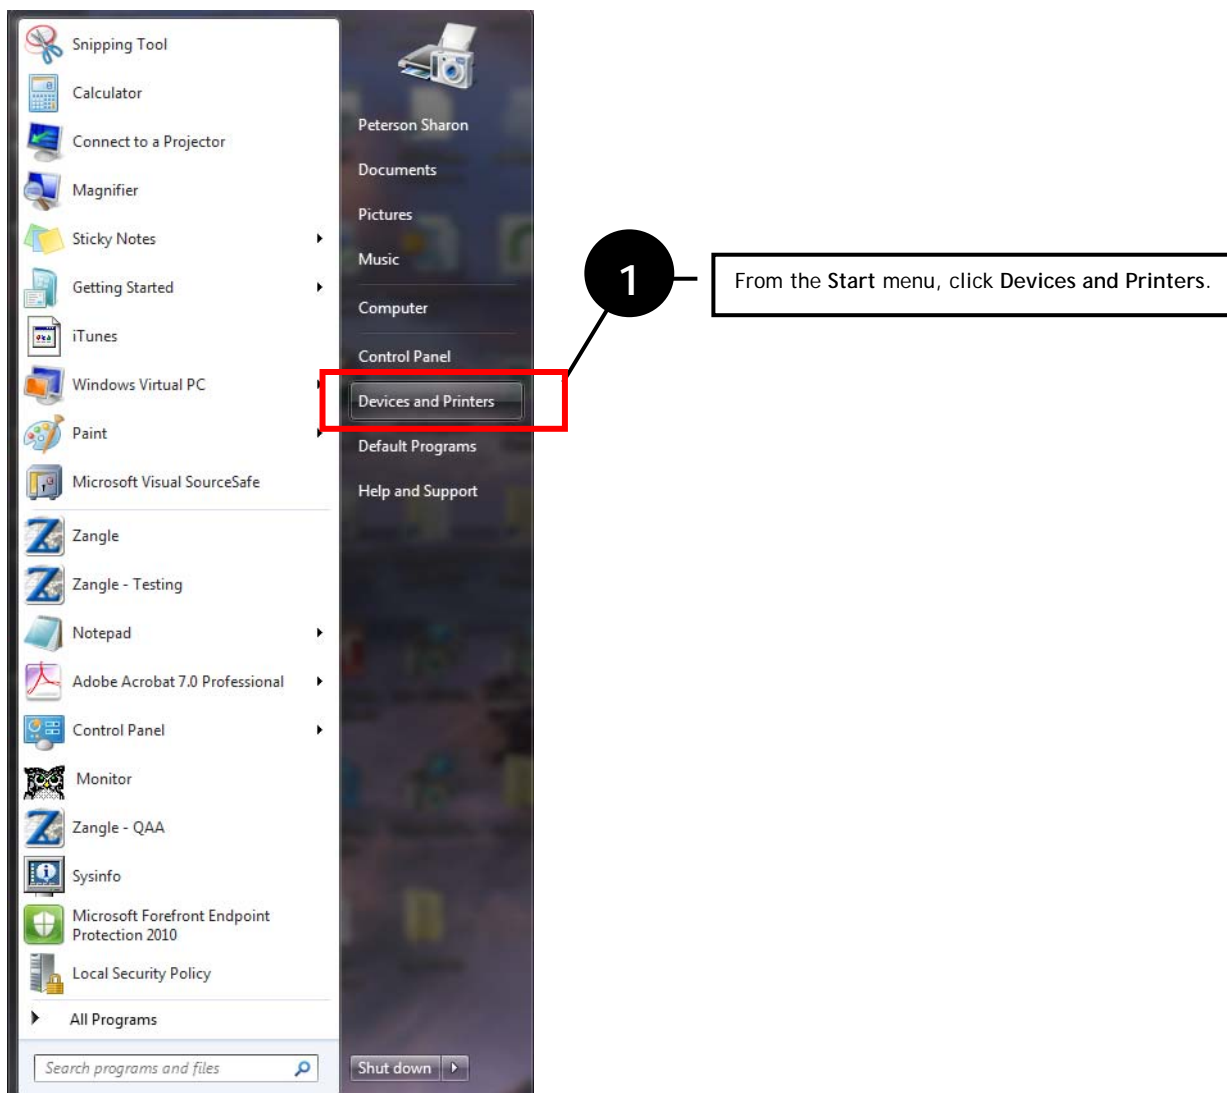 Snipping Tool
Calculator
Connect to a Projector
Magnifier
Sticky Notes
Getting Started
iTunes
Windows Virtual PC
Paint
Microsoft Visual SourceSafe
Zangle
Zangle - Testing
Notepad
Adobe Acrobat 7.0 Professional
Control Panel
Monitor
Zangle - QAA
Sysinfo
Microsoft Forefront Endpoint
Protection 2010
Local Security Policy
All Programs
Search programs and files
Peterson Sharon
Documents
Pictures
Music
Computer
Control Panel
Devices and Printers
Default Programs
Help and Support
Shut down
1
From the Start menu, click Devices and Printers.